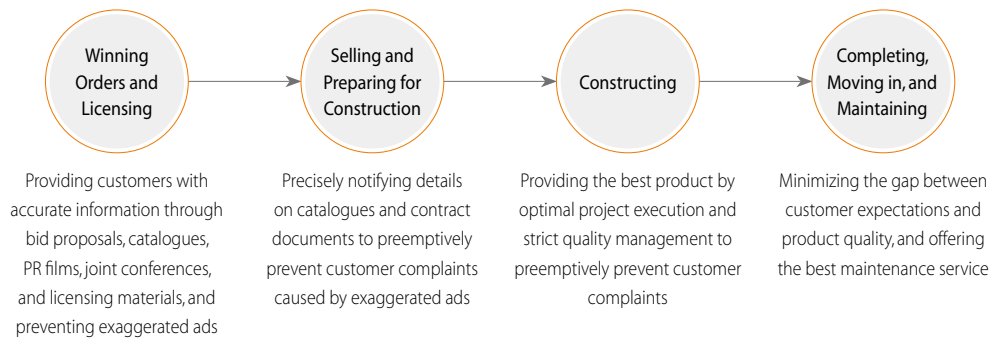 Winning
Orders and
Licensing
Selling and
Preparing for
Construction
Constructing
Completing,
Moving in, and
Maintaining
Providing customers with
accurate information through
bid proposals, catalogues,
PR films, joint conferences,
and licensing materials, and
preventing exaggerated ads
Precisely notifying details
on catalogues and contract
documents to preemptively
prevent customer complaints
caused by exaggerated ads
Providing the best product by
optimal project execution and
strict quality management to
preemptively prevent customer
complaints
Minimizing the gap between
customer expectations and
product quality, and offering
the best maintenance service